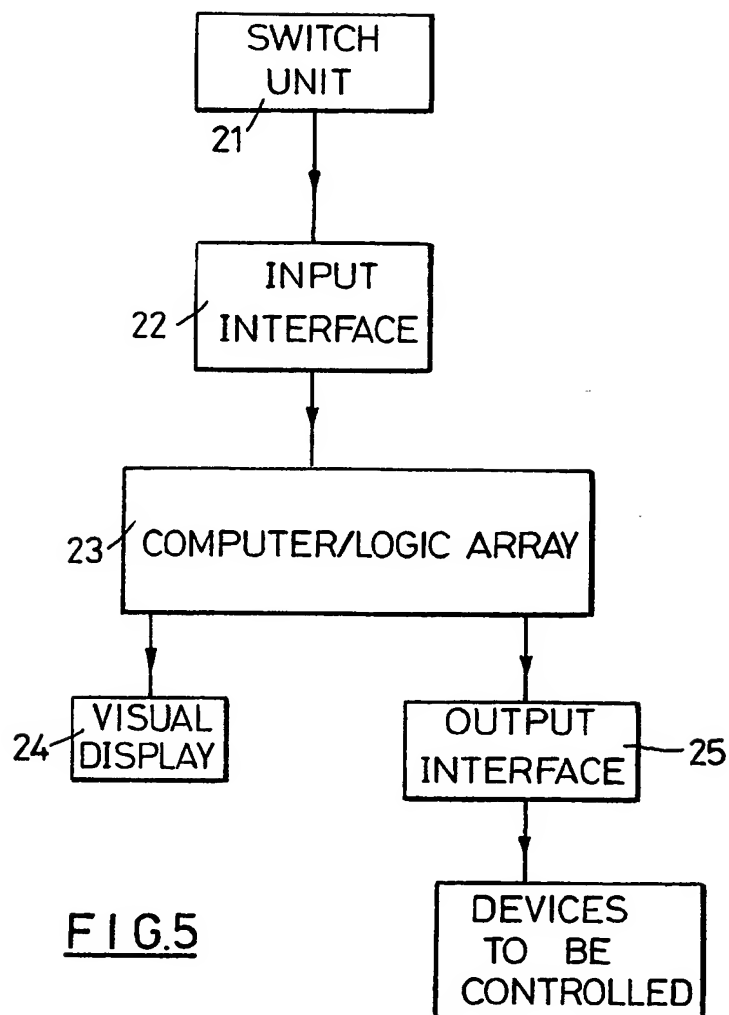 SWITCH
UNIT
21
INPUT
INTERFACE
22
23
COMPUTER/LOGIC ARRAY
24
VISUAL
DISPLAY
OUTPUT
INTERFACE
25
DEVICES
TO BE
CONTROLLED
FIG.5